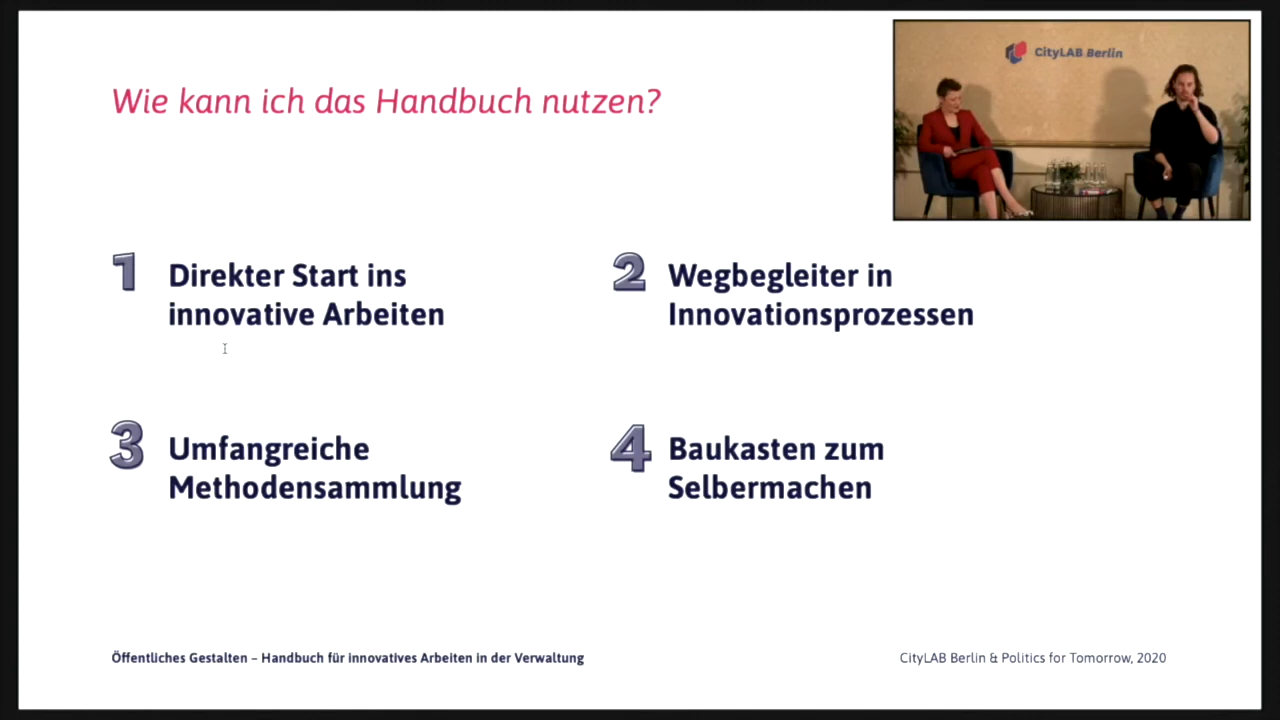 CityLAB Berlin
Wie kann ich das Handbuch nutzen?
1 Direkter Start ins
innovative Arbeiten
2 Wegbegleiter in
Innovationsprozessen
3 Umfangreiche
Methodensammlung
4 Baukasten zum
Selbermachen
Öffentliches Gestalten – Handbuch für innovatives Arbeiten in der Verwaltung
CityLAB Berlin & Politics for Tomorrow, 2020